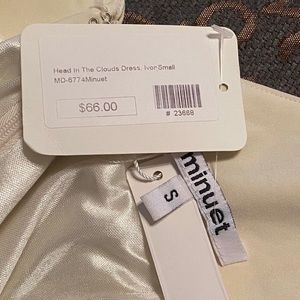 Head In The Clouds Dress: Ivor-Small
MD-6774Minuet
$66.00
# 23668
minuet
S